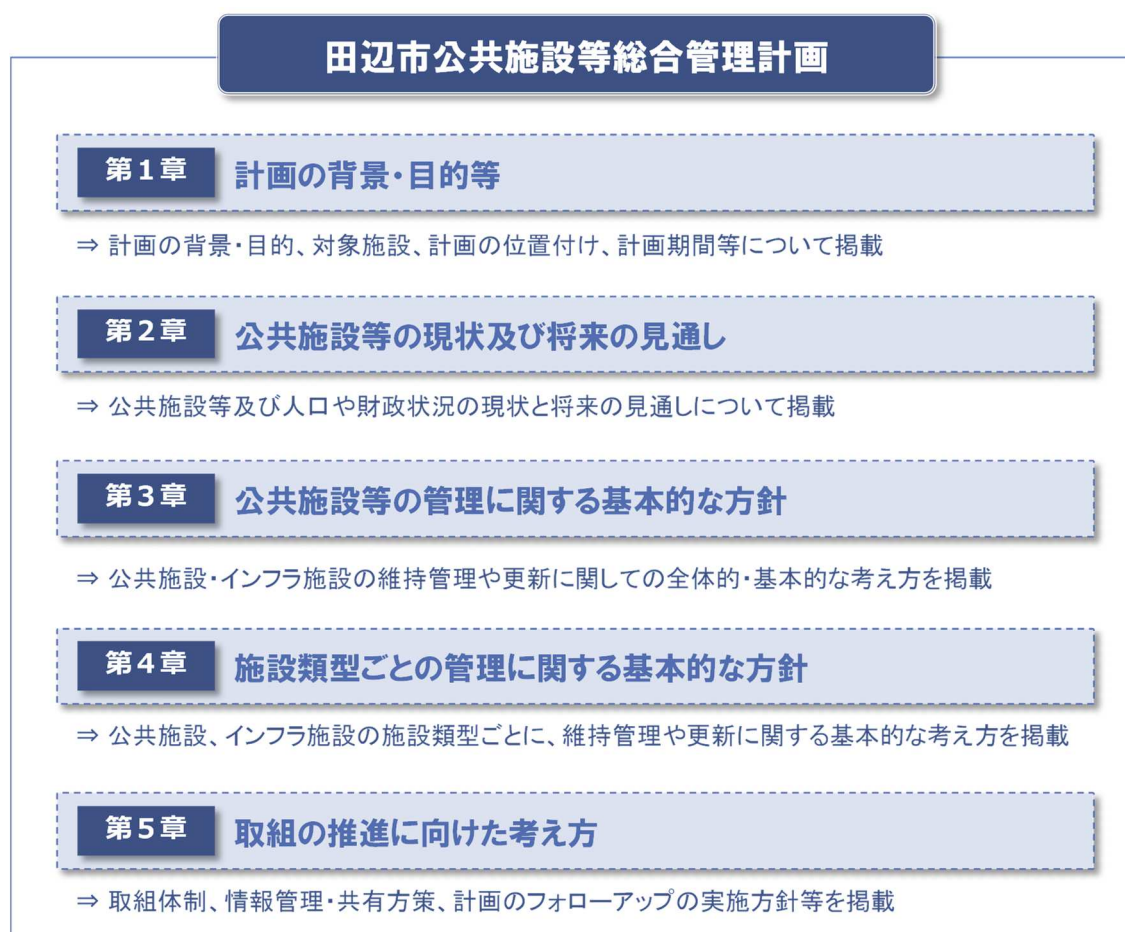 田辺市公共施設等総合管理計画
第1章 計画の背景・目的等
⇒ 計画の背景・目的、対象施設、計画の位置付け、計画期間等について掲載
第2章 公共施設等の現状及び将来の見通し
⇒ 公共施設等及び人口や財政状況の現状と将来の見通しについて掲載
第3章 公共施設等の管理に関する基本的な方針
⇒ 公共施設・インフラ施設の維持管理や更新に関しての全体的・基本的な考え方を掲載
第4章 施設類型ごとの管理に関する基本的な方針
⇒ 公共施設、インフラ施設の施設類型ごとに、維持管理や更新に関する基本的な考え方を掲載
第5章 取組の推進に向けた考え方
⇒ 取組体制、情報管理・共有方策、計画のフォローアップの実施方針等を掲載